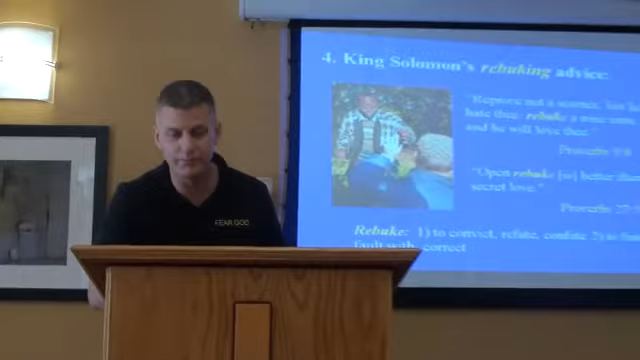 4. King Solomon's rebuking advice:
"Reprove not a scorner, lest he
hate thee: rebuke a wise man,
and he will love thee."
Proverbs 9:8
"Open rebuke [is] better than
secret love."
Proverbs 27:5
FEAR GOD
Rebuke: 1) to convict, refute, confute 2) to find
fault with, correct